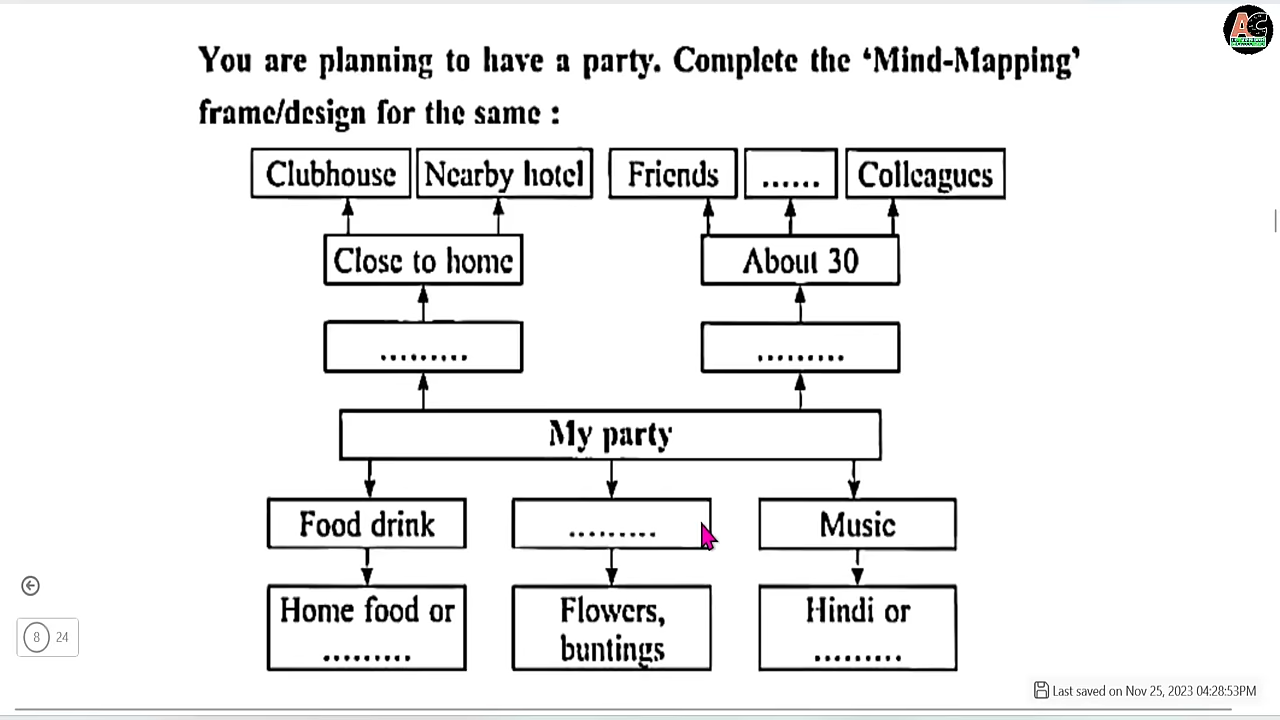 You are planning to have a party. Complete the ‘Mind-Mapping’
frame/design for the same :
Clubhouse
Nearby hotel
Friends
......
Colleagues
Close to home
About 30
.........
.........
My party
Food drink
.........
Music
Home food or
.........
Flowers,
buntings
Hindi or
.........
8
24
Last saved on Nov 25, 2023 04:28:53PM
AC